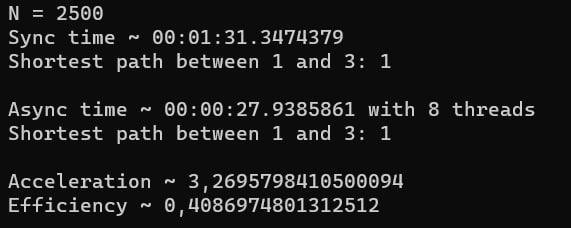 N = 2500
Sync time ~ 00:01:31.3474379
Shortest path between 1 and 3: 1
Async time ~ 00:00:27.9385861 with 8 threads
Shortest path between 1 and 3: 1
Acceleration ~ 3,2695798410500094
Efficiency ~ 0,4086974801312512